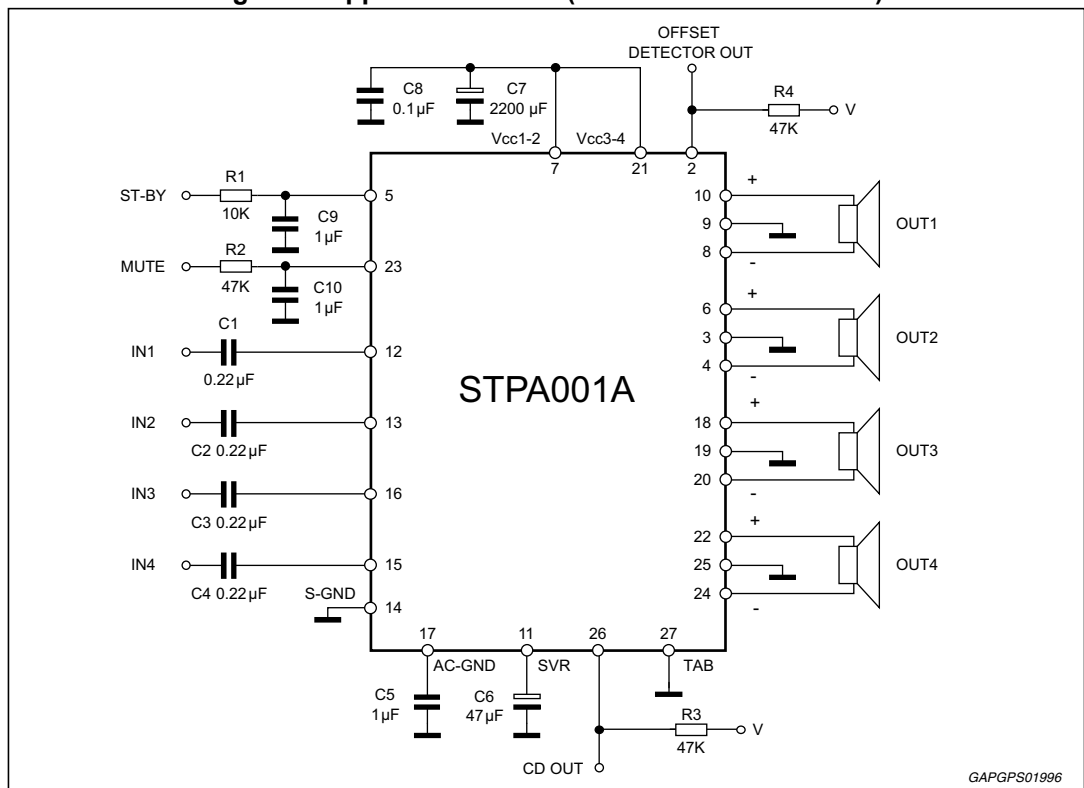 OFFSET
DETECTOR OUT
C8
0.1µF
C7
2200 µF
R4
47K
V
Vcc1-2
Vcc3-4
7
21
2
ST-BY
R1
10K
5
C9
1µF
MUTE
R2
47K
23
C10
1µF
IN1
C1
0.22µF
12
IN2
C2 0.22µF
13
IN3
C3 0.22µF
16
IN4
C4 0.22µF
15
S-GND
14
STPA001A
10
+
9
8
-
OUT1
6
+
3
4
-
OUT2
18
+
19
20
-
OUT3
22
+
25
24
-
OUT4
17
AC-GND
11
SVR
26
27
TAB
C5
1µF
C6
47µF
R3
47K
V
CD OUT
GAPGPS01996